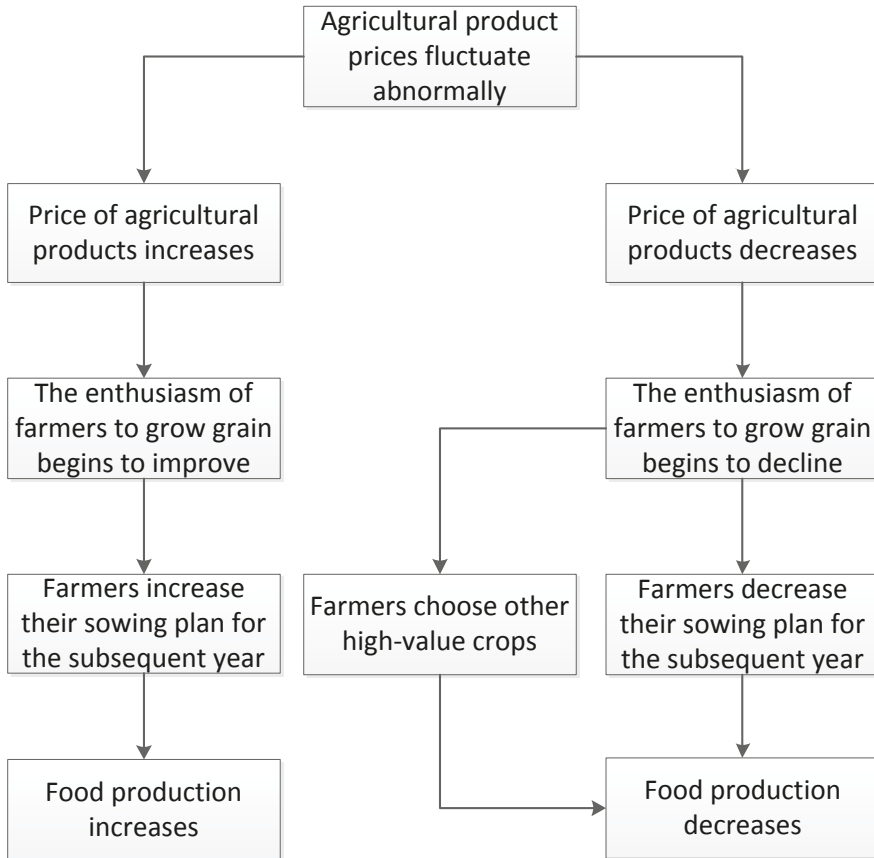 Agricultural product
prices fluctuate
abnormally
Price of agricultural
products increases
Price of agricultural
products decreases
The enthusiasm of
farmers to grow grain
begins to improve
The enthusiasm of
farmers to grow grain
begins to decline
Farmers increase
their sowing plan for
the subsequent year
Farmers choose other
high-value crops
Farmers decrease
their sowing plan for
the subsequent year
Food production
increases
Food production
decreases